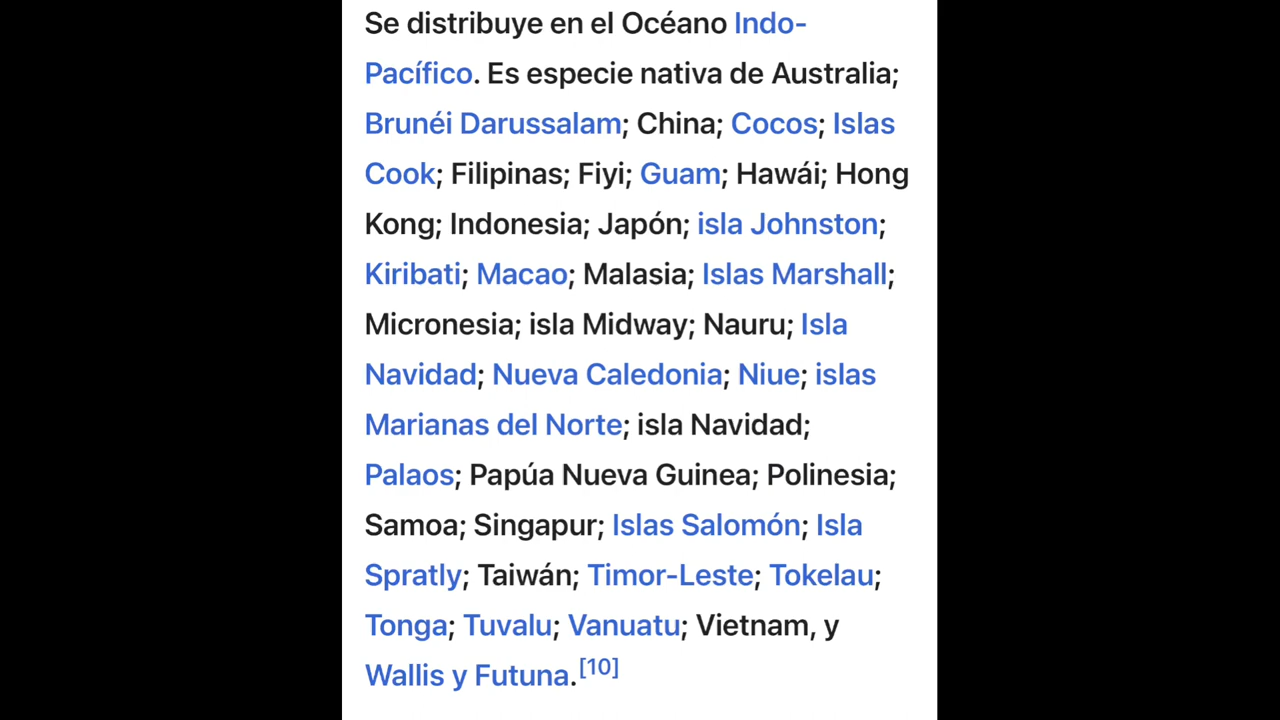 Se distribuye en el Océano Indo-
Pacífico. Es especie nativa de Australia;
Brunéi Darussalam; China; Cocos; Islas
Cook; Filipinas; Fiyi; Guam; Hawái; Hong
Kong; Indonesia; Japón; isla Johnston;
Kiribati; Macao; Malasia; Islas Marshall;
Micronesia; isla Midway; Nauru; Isla
Navidad; Nueva Caledonia; Niue; islas
Marianas del Norte; isla Navidad;
Palaos; Papúa Nueva Guinea; Polinesia;
Samoa; Singapur; Islas Salomón; Isla
Spratly; Taiwán; Timor-Leste; Tokelau;
Tonga; Tuvalu; Vanuatu; Vietnam, y
Wallis y Futuna.[10]